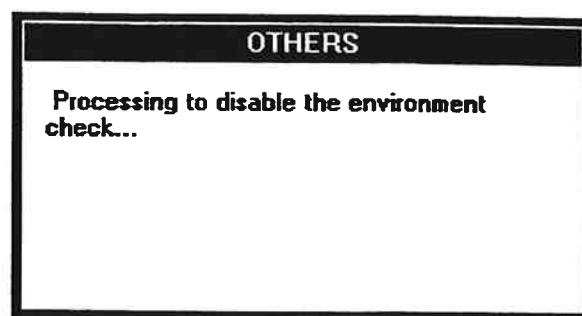 OTHERS
Processing to disable the environment
check...